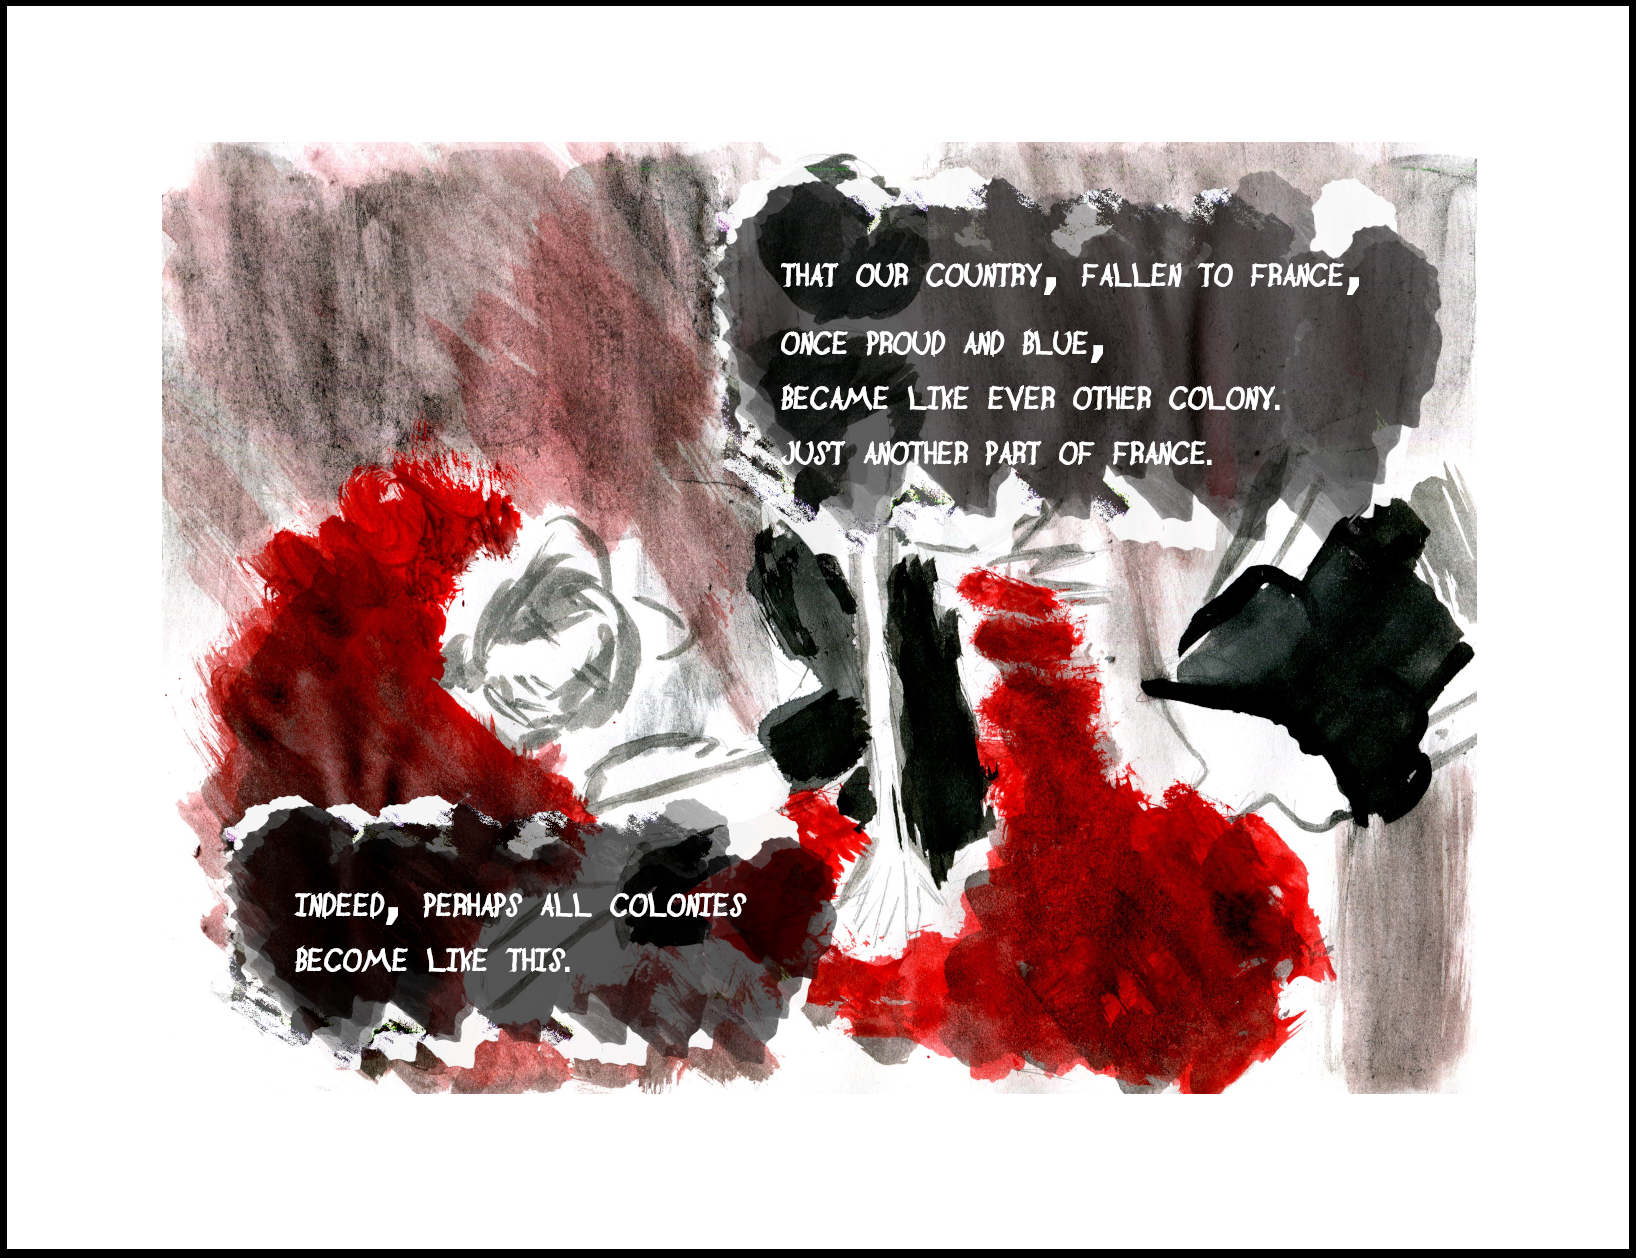 THAT OUR COUNTRY, FALLEN TO FRANCE,
ONCE PROUD AND BLUE,
BECAME LIKE EVER OTHER COLONY.
JUST ANOTHER PART OF FRANCE.
INDEED, PERHAPS ALL COLONIES
BECOME LIKE THIS.